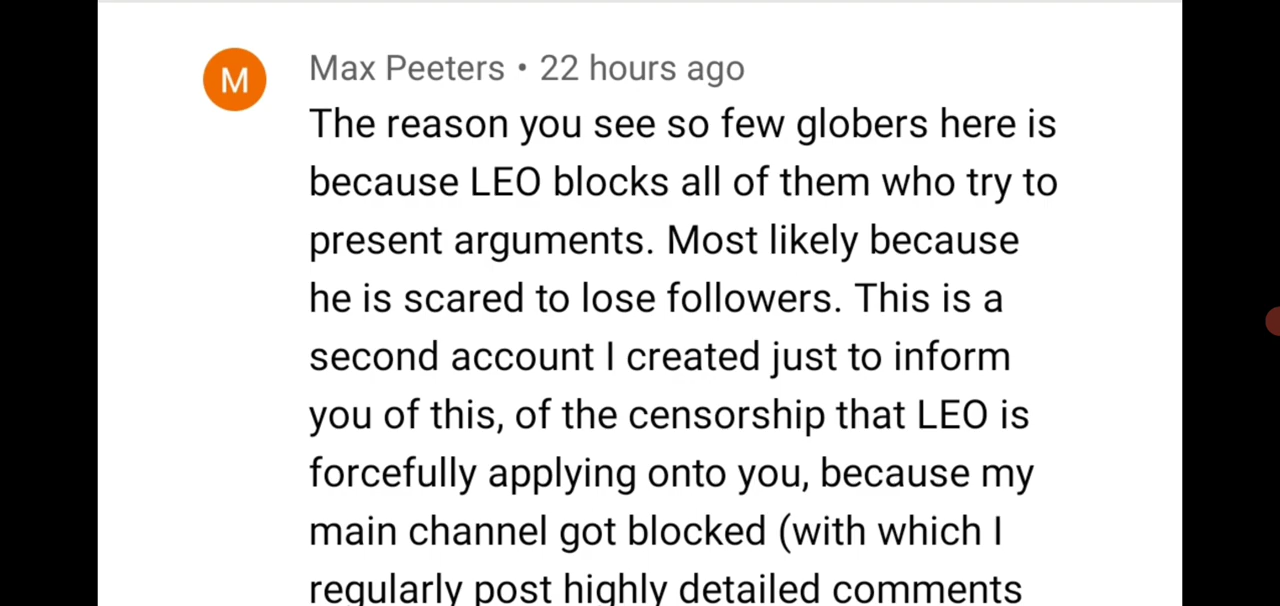 M
Max Peeters • 22 hours ago
The reason you see so few globers here is
because LEO blocks all of them who try to
present arguments. Most likely because
he is scared to lose followers. This is a
second account I created just to inform
you of this, of the censorship that LEO is
forcefully applying onto you, because my
main channel got blocked (with which I
regularly post highly detailed comments